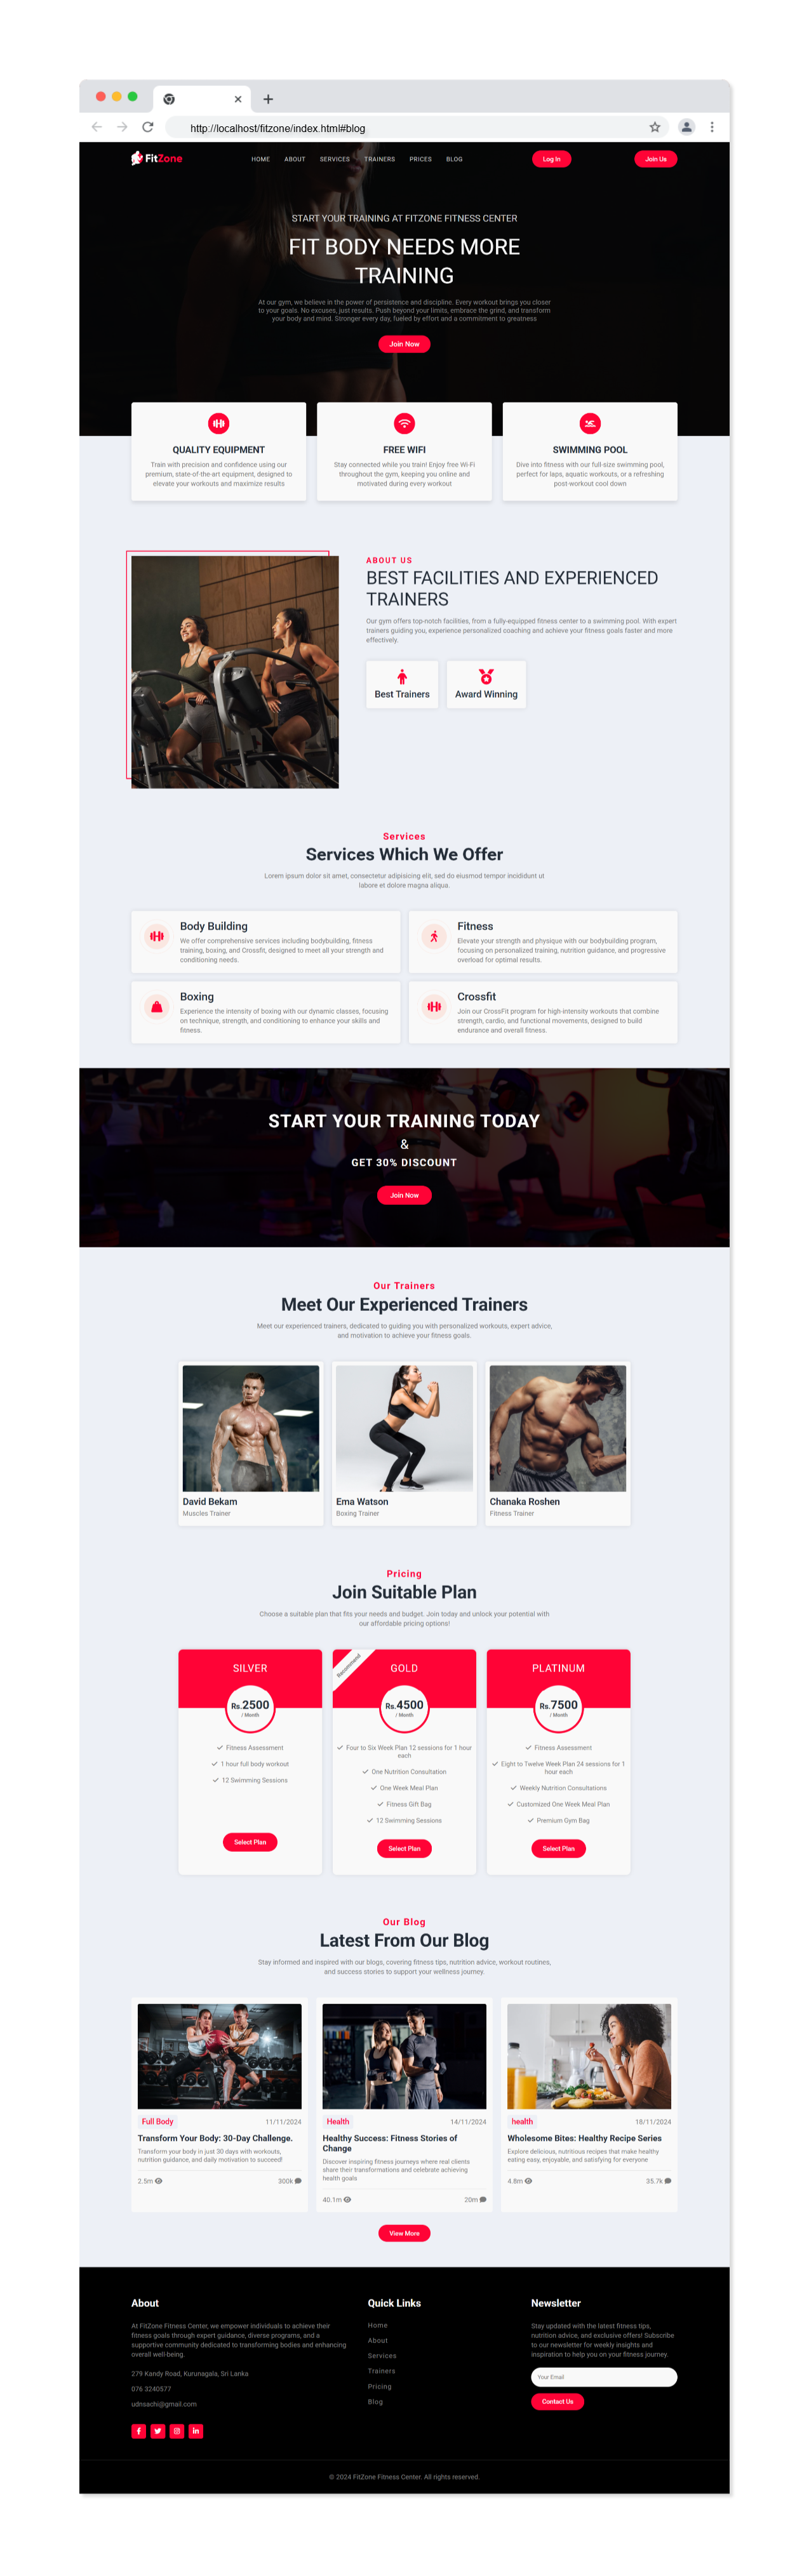 http://localhost/fitzone/index.html#blog
FitZone
HOME ABOUT SERVICES TRAINERS PRICES BLOG Log In Join Us
START YOUR TRAINING AT FITZONE FITNESS CENTER
FIT BODY NEEDS MORE
TRAINING
At our gym, we believe in the power of persistence and discipline. Every workout brings you closer
to your goals. No excuses, just results. Push beyond your limits, embrace the grind, and transform
your body and mind. Stronger every day, fueled by effort and a commitment to greatness
Join Now
QUALITY EQUIPMENT
Train with precision and confidence using our
premium, state-of-the-art equipment, designed to
elevate your workouts and maximize results
FREE WIFI
Stay connected while you train! Enjoy free Wi-Fi
throughout the gym, keeping you online and
motivated during every workout
SWIMMING POOL
Dive into fitness with our full-size swimming pool,
perfect for laps, aquatic workouts, or a refreshing
post-workout cool down
ABOUT US
BEST FACILITIES AND EXPERIENCED
TRAINERS
Our gym offers top-notch facilities, from a fully-equipped fitness center to a swimming pool. With expert
trainers guiding you, experience personalized coaching and achieve your fitness goals faster and more
effectively.
Best Trainers
Award Winning
Services
Services Which We Offer
Lorem ipsum dolor sit amet, consectetur adipisicing elit, sed do eiusmod tempor incididunt ut
labore et dolore magna aliqua.
Body Building
We offer comprehensive services including bodybuilding, fitness
training, boxing, and Crossfit, designed to meet all your strength and
conditioning needs.
Fitness
Elevate your strength and physique with our bodybuilding program,
focusing on personalized training, nutrition guidance, and progressive
overload for optimal results.
Boxing
Experience the intensity of boxing with our dynamic classes, focusing
on technique, strength, and conditioning to enhance your skills and
fitness.
Crossfit
Join our CrossFit program for high-intensity workouts that combine
strength, cardio, and functional movements, designed to build
endurance and overall fitness.
START YOUR TRAINING TODAY
&
GET 30% DISCOUNT
Join Now
Our Trainers
Meet Our Experienced Trainers
Meet our experienced trainers, dedicated to guiding you with personalized workouts, expert advice,
and motivation to achieve your fitness goals.
David Bekam
Muscles Trainer
Ema Watson
Boxing Trainer
Chanaka Roshen
Fitness Trainer
Pricing
Join Suitable Plan
Choose a suitable plan that fits your needs and budget. Join today and unlock your potential with
our affordable pricing options!
SILVER
Rs.2500
/ Month
Fitness Assessment
1 hour full body workout
12 Swimming Sessions
Select Plan
Recommend
GOLD
Rs.4500
/ Month
Four to Six Week Plan 12 sessions for 1 hour
each
One Nutrition Consultation
One Week Meal Plan
Fitness Gift Bag
12 Swimming Sessions
Select Plan
PLATINUM
Rs.7500
/ Month
Fitness Assessment
Eight to Twelve Week Plan 24 sessions for 1
hour each
Weekly Nutrition Consultations
Customized One Week Meal Plan
Premium Gym Bag
Select Plan
Our Blog
Latest From Our Blog
Stay informed and inspired with our blogs, covering fitness tips, nutrition advice, workout routines,
and success stories to support your wellness journey.
Full Body 11/11/2024
Transform Your Body: 30-Day Challenge.
Transform your body in just 30 days with workouts,
nutrition guidance, and daily motivation to succeed!
2.5m 300k
Health 14/11/2024
Healthy Success: Fitness Stories of
Change
Discover inspiring fitness journeys where real clients
share their transformations and celebrate achieving
health goals
40.1m 20m
health 18/11/2024
Wholesome Bites: Healthy Recipe Series
Explore delicious, nutritious recipes that make healthy
eating easy, enjoyable, and satisfying for everyone
4.8m 35.7k
View More
About
At FitZone Fitness Center, we empower individuals to achieve their
fitness goals through expert guidance, diverse programs, and a
supportive community dedicated to transforming bodies and enhancing
overall well-being.
279 Kandy Road, Kurunagala, Sri Lanka
076 3240577
udnsachi@gmail.com
Quick Links
Home
About
Services
Trainers
Pricing
Blog
Newsletter
Stay updated with the latest fitness tips,
nutrition advice, and exclusive offers! Subscribe
to our newsletter for weekly insights and
inspiration to help you on your fitness journey.
Your Email
Contact Us
© 2024 FitZone Fitness Center. All rights reserved.